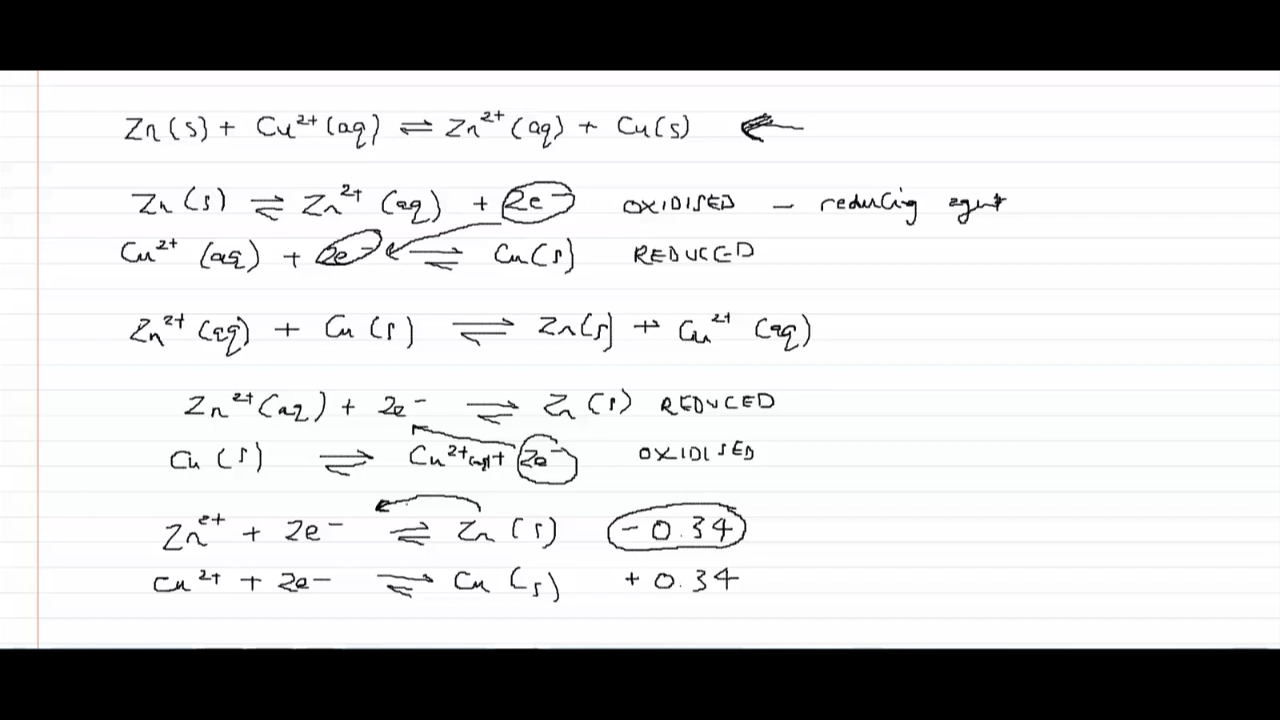 Zn(s) + Cu²⁺(aq) ⇌ Zn²⁺(aq) + Cu(s) ←
Zn(s) ⇌ Zn²⁺(aq) + 2e⁻ OXIDISED – reducing agent
Cu²⁺(aq) + 2e⁻ ⇌ Cu(s) REDUCED
Zn²⁺(aq) + Cu(s) ⇌ Zn(s) + Cu²⁺(aq)
Zn²⁺(aq) + 2e⁻ ⇌ Zn(s) REDUCED
Cu(s) ⇌ Cu²⁺(aq) + 2e⁻ OXIDISED
Zn²⁺ + 2e⁻ ⇌ Zn(s) -0.34
Cu²⁺ + 2e⁻ ⇌ Cu(s) +0.34